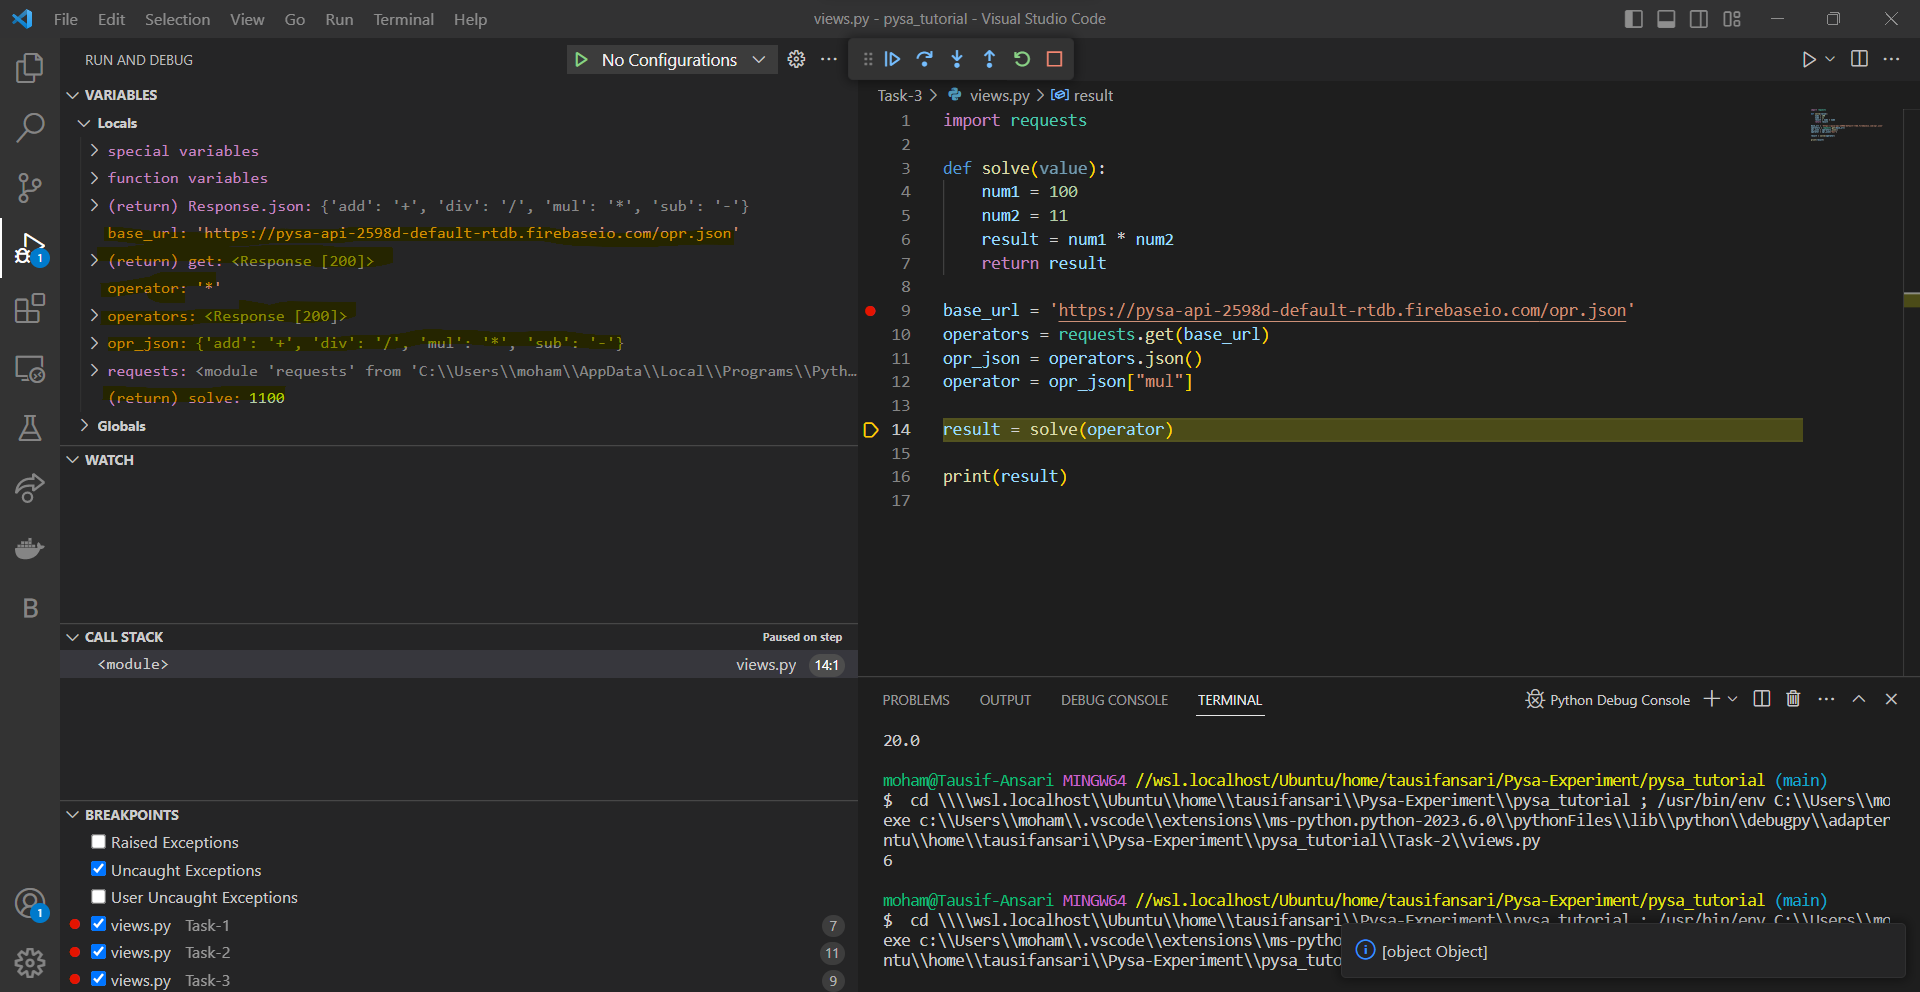 File Edit Selection View Go Run Terminal Help
views.py - pysa_tutorial - Visual Studio Code
RUN AND DEBUG
No Configurations
VARIABLES
Locals
special variables
function variables
(return) Response.json: {'add': '+', 'div': '/', 'mul': '*', 'sub': '-'}
base_url: 'https://pysa-api-2598d-default-rtdb.firebaseio.com/opr.json'
(return) get: <Response [200]>
operator: '*'
operators: <Response [200]>
opr_json: {'add': '+', 'div': '/', 'mul': '*', 'sub': '-'}
requests: <module 'requests' from 'C:\\Users\\moham\\AppData\\Local\\Programs\\Pyth…
(return) solve: 1100
Globals
WATCH
CALL STACK
Paused on step
<module>
views.py 14:1
BREAKPOINTS
Raised Exceptions
Uncaught Exceptions
User Uncaught Exceptions
views.py Task-1 7
views.py Task-2 11
views.py Task-3 9
1
1
B
Task-3 > views.py > result
1 import requests
2
3 def solve(value):
4 num1 = 100
5 num2 = 11
6 result = num1 * num2
7 return result
8
9 base_url = 'https://pysa-api-2598d-default-rtdb.firebaseio.com/opr.json'
10 operators = requests.get(base_url)
11 opr_json = operators.json()
12 operator = opr_json["mul"]
13
14 result = solve(operator)
15
16 print(result)
17
PROBLEMS OUTPUT DEBUG CONSOLE TERMINAL
Python Debug Console
20.0
moham@Tausif-Ansari MINGW64 //wsl.localhost/Ubuntu/home/tausifansari/Pysa-Experiment/pysa_tutorial (main)
$ cd \\\\wsl.localhost\\Ubuntu\\home\\tausifansari\\Pysa-Experiment\\pysa_tutorial ; /usr/bin/env C:\\Users\\mo
exe c:\\Users\\moham\\.vscode\\extensions\\ms-python.python-2023.6.0\\pythonFiles\\lib\\python\\debugpy\\adapter
ntu\\home\\tausifansari\\Pysa-Experiment\\pysa_tutorial\\Task-2\\views.py
6
moham@Tausif-Ansari MINGW64 //wsl.localhost/Ubuntu/home/tausifansari/Pysa-Experiment/pysa_tutorial (main)
$ cd \\\\wsl.localhost\\Ubuntu\\home\\tausifansari\\Pysa-Experiment\\pysa_tutorial ; /usr/bin/env C:\\Users\\mo
exe c:\\Users\\moham\\.vscode\\extensions\\ms-pytho
ntu\\home\\tausifansari\\Pysa-Experiment\\pysa_tuto
[object Object]